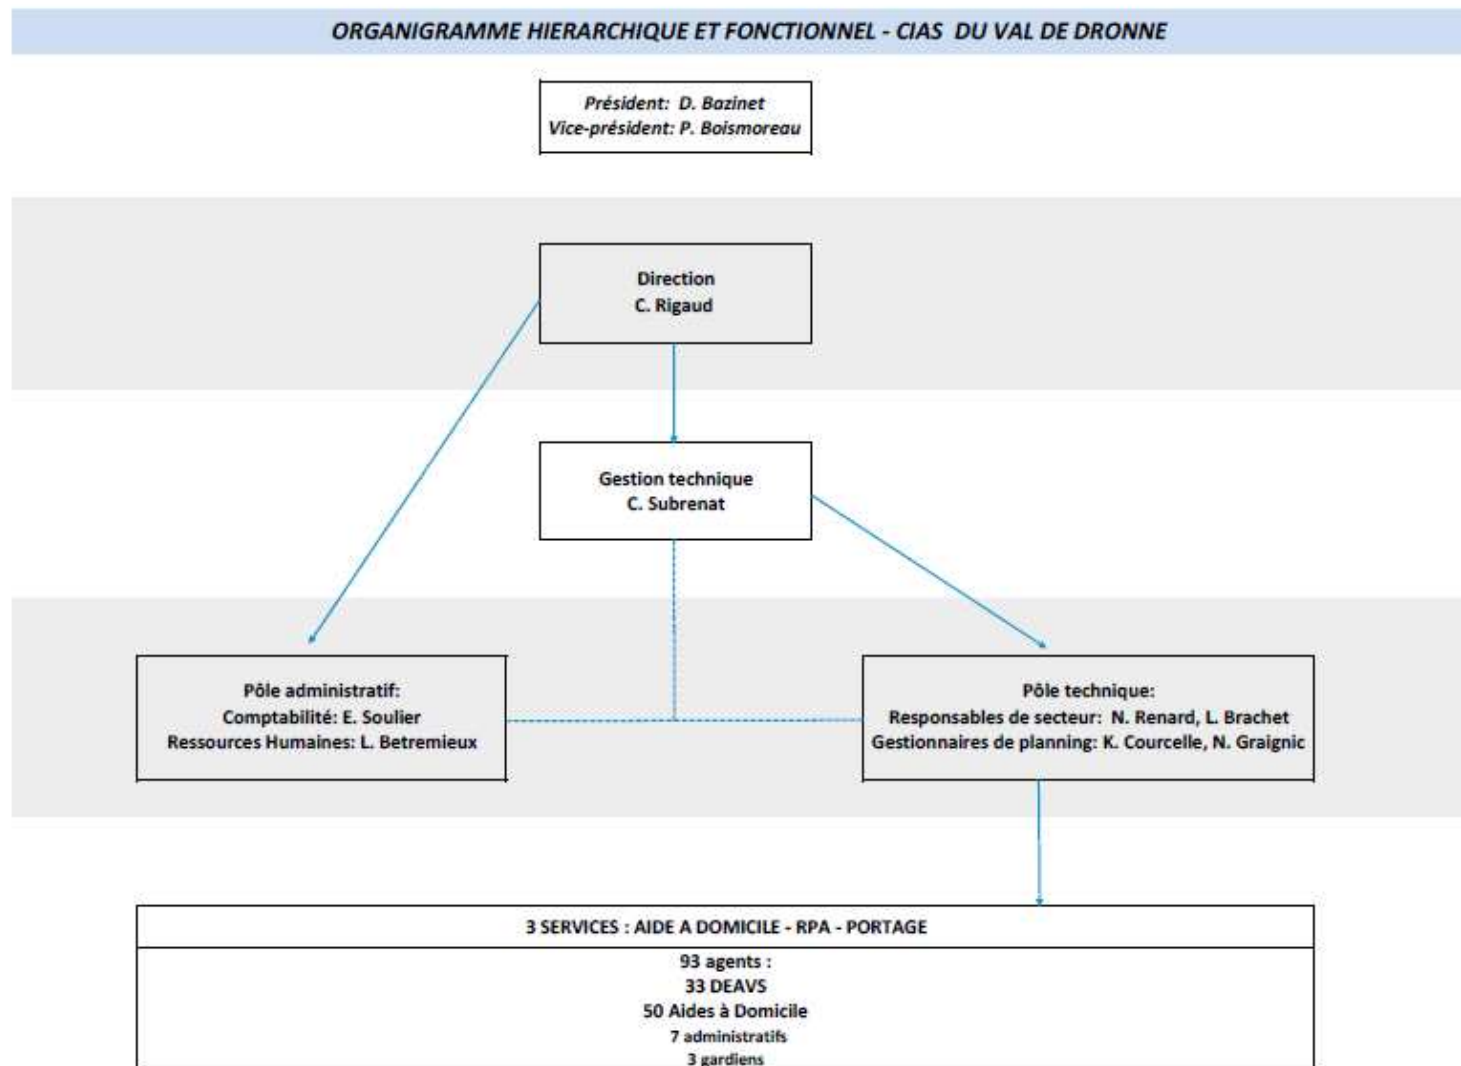 ORGANIGRAMME HIERARCHIQUE ET FONCTIONNEL - CIAS DU VAL DE DRONNE
Président: D. Bazinet
Vice-président: P. Boismoreau
Direction
C. Rigaud
Gestion technique
C. Subrenat
Pôle administratif:
Comptabilité: E. Soulier
Ressources Humaines: L. Betremieux
Pôle technique:
Responsables de secteur: N. Renard, L. Brachet
Gestionnaires de planning: K. Courcelle, N. Graignic
3 SERVICES : AIDE A DOMICILE - RPA - PORTAGE
93 agents :
33 DEAVS
50 Aides à Domicile
7 administratifs
3 gardiens